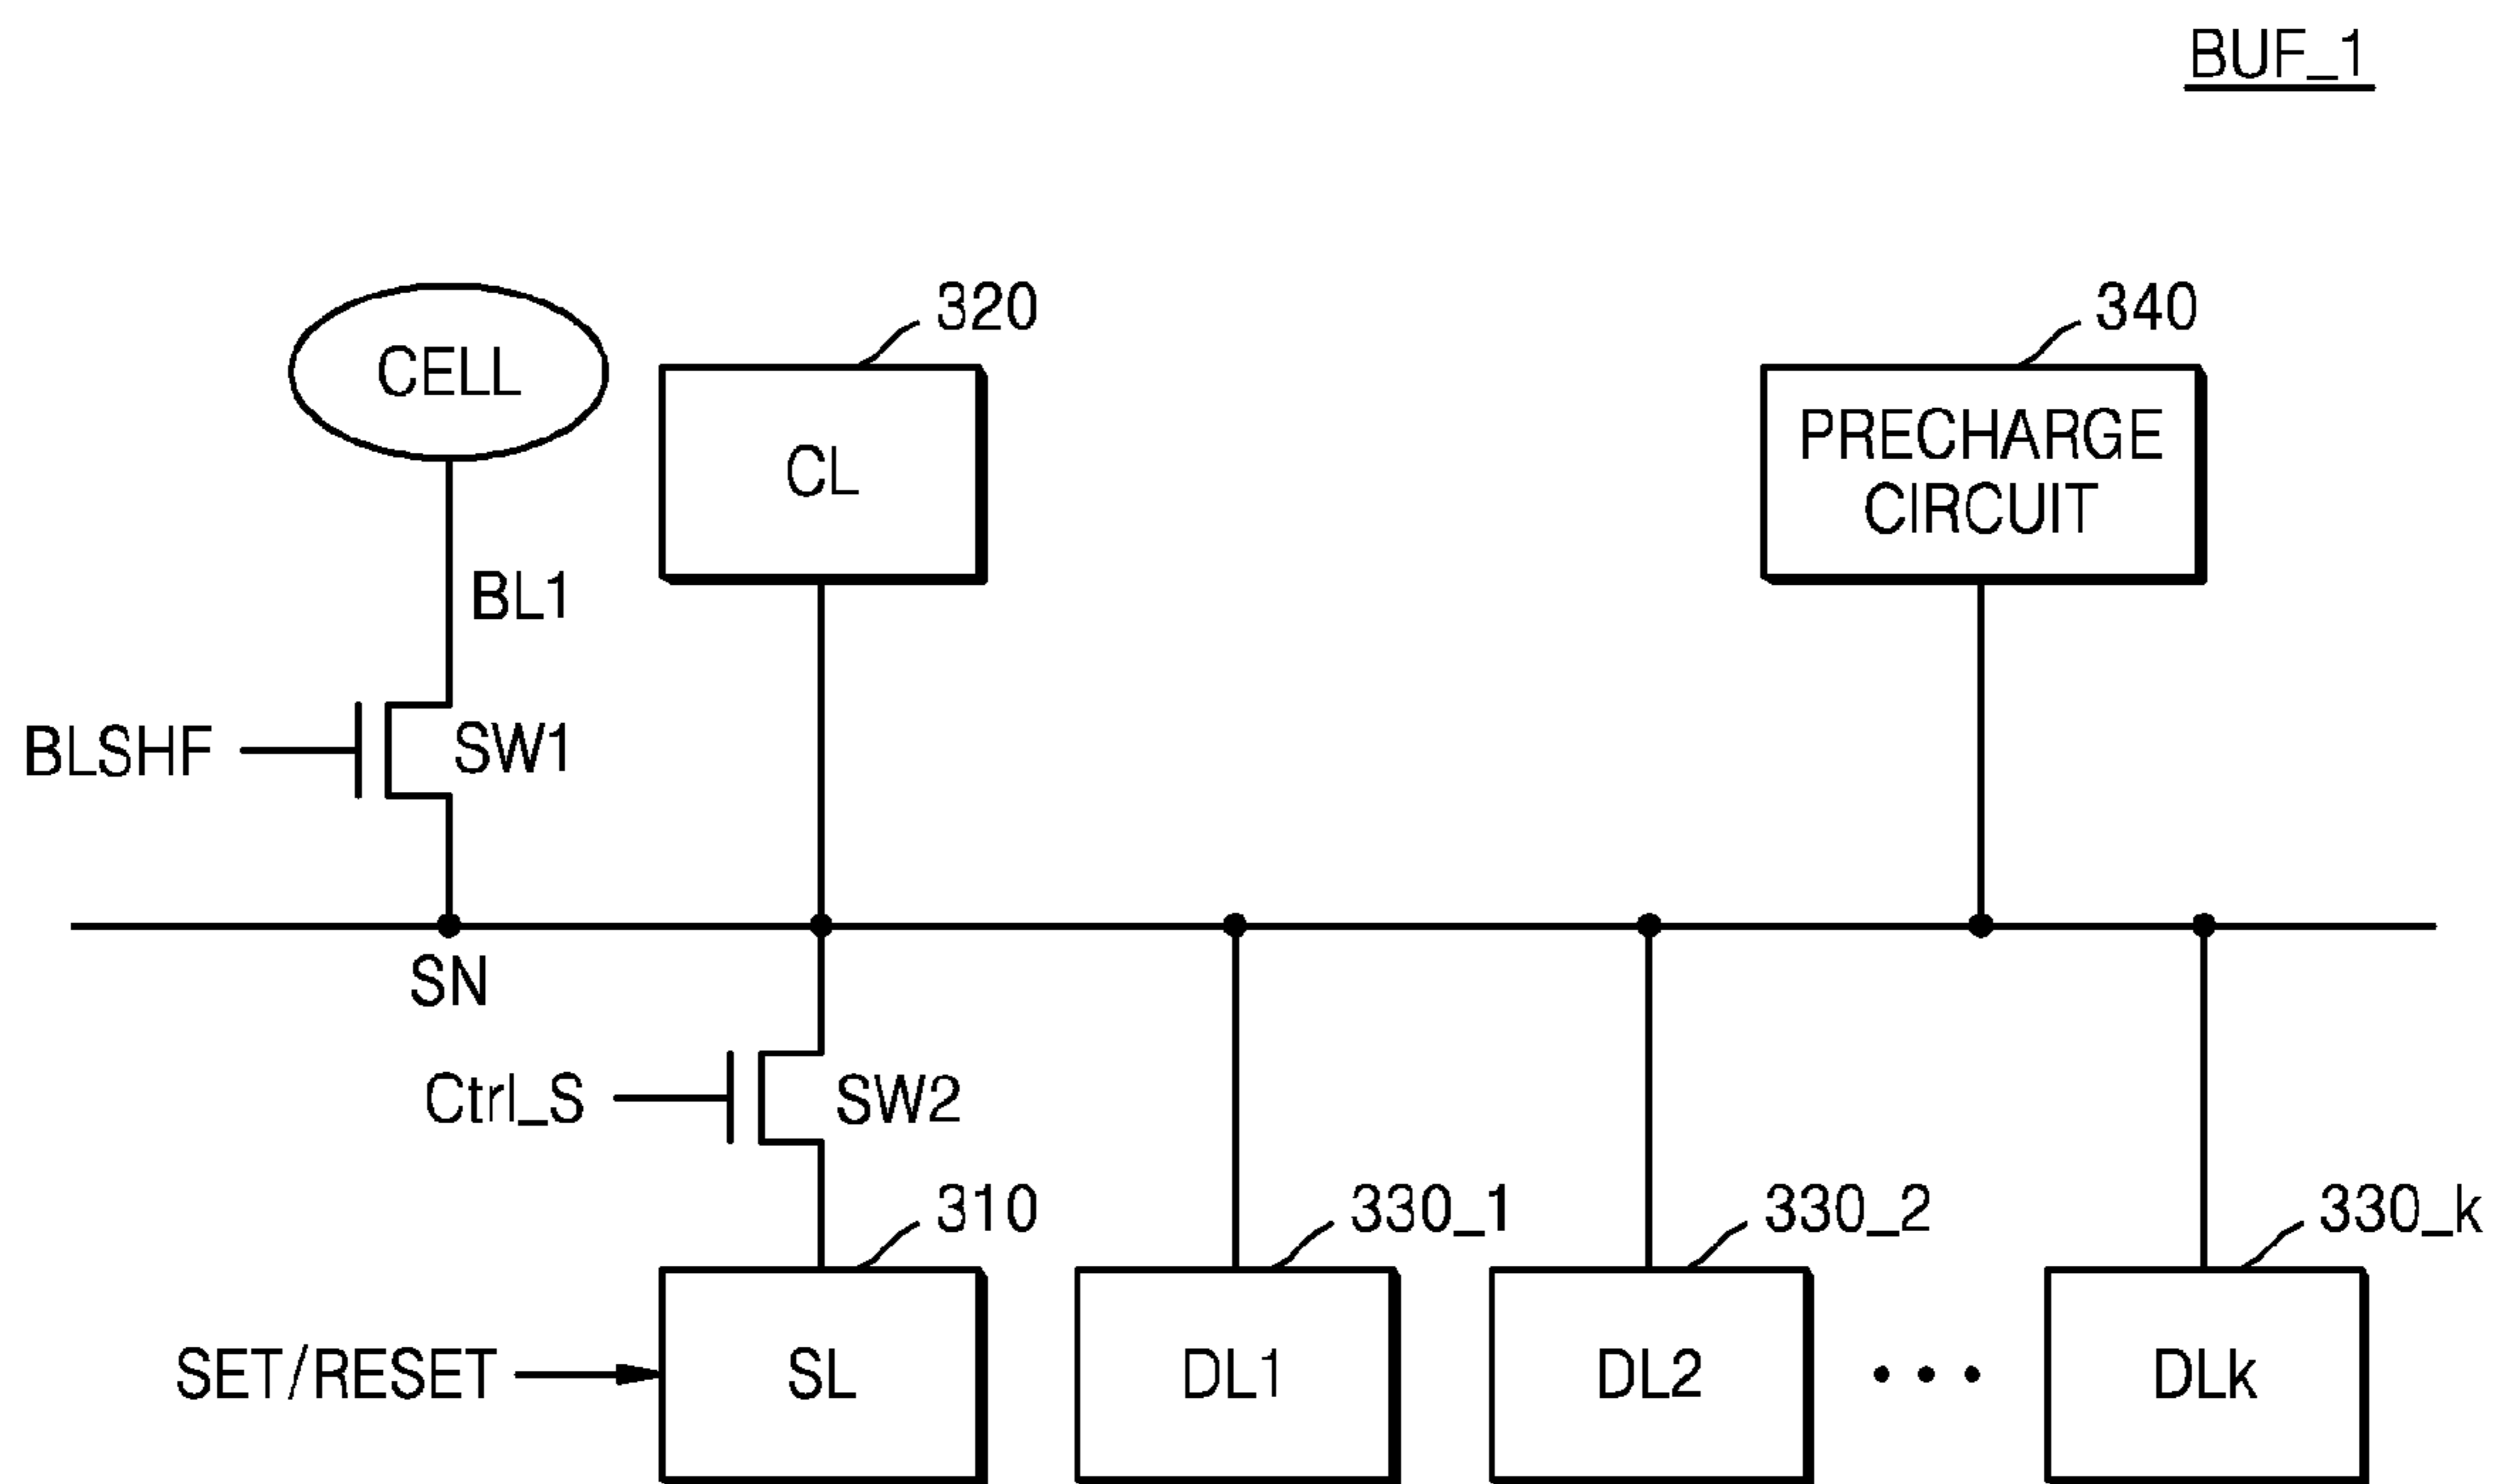 BUF_1
320
340
CELL
CL
PRECHARGE
CIRCUIT
BL1
BLSHF
SW1
SN
Ctrl_S
SW2
310
330_1
330_2
330_k
SET/RESET
SL
DL1
DL2
• • •
DLk